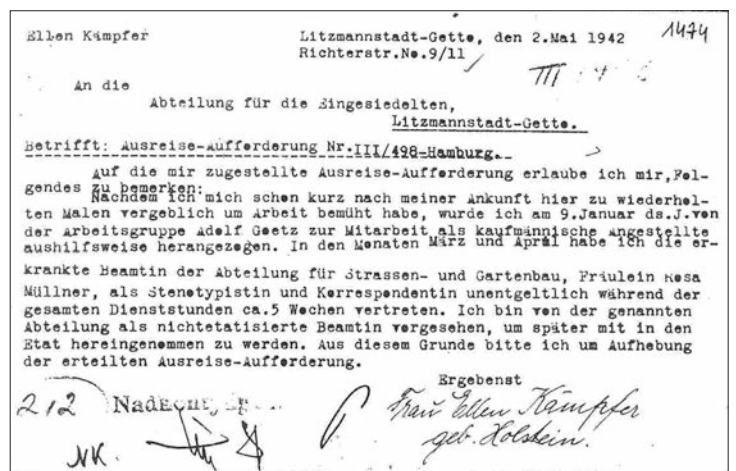 1474
Ellen Kämpfer Litzmannstadt-Getto, den 2.Mai 1942
Richterstr.No.9/11
III
An die
Abteilung für die Eingesiedelten,
Litzmannstadt-Getto.
Betrifft: Ausreise-Aufforderung Nr.III/498-Hamburg.
Auf die mir zugestellte Ausreise-Aufforderung erlaube ich mir,Fol-
gendes zu bemerken:
Nachdem ich mich schon kurz nach meiner Ankunft hier zu wiederhol-
ten Malen vergeblich um Arbeit bemüht habe, wurde ich am 9.Januar ds.J.von
der Arbeitsgruppe Adolf Goetz zur Mitarbeit als kaufmännische Angestellte
aushilfsweise herangezogen. In den Monaten März und April habe ich die er-
krankte Beamtin der Abteilung für Strassen- und Gartenbau, Fräulein Rosa
Müllner, als Stenotypistin und Korrespondentin unentgeltlich während der
gesamten Dienststunden ca.5 Wochen vertreten. Ich bin von der genannten
Abteilung als nichtetatisierte Beamtin vorgesehen, um später mit in den
Etat hereingenommen zu werden. Aus diesem Grunde bitte ich um Aufhebung
der erteilten Ausreise-Aufforderung.
Ergebenst
212
Frau Ellen Kämpfer
geb. Holstein.
NK.